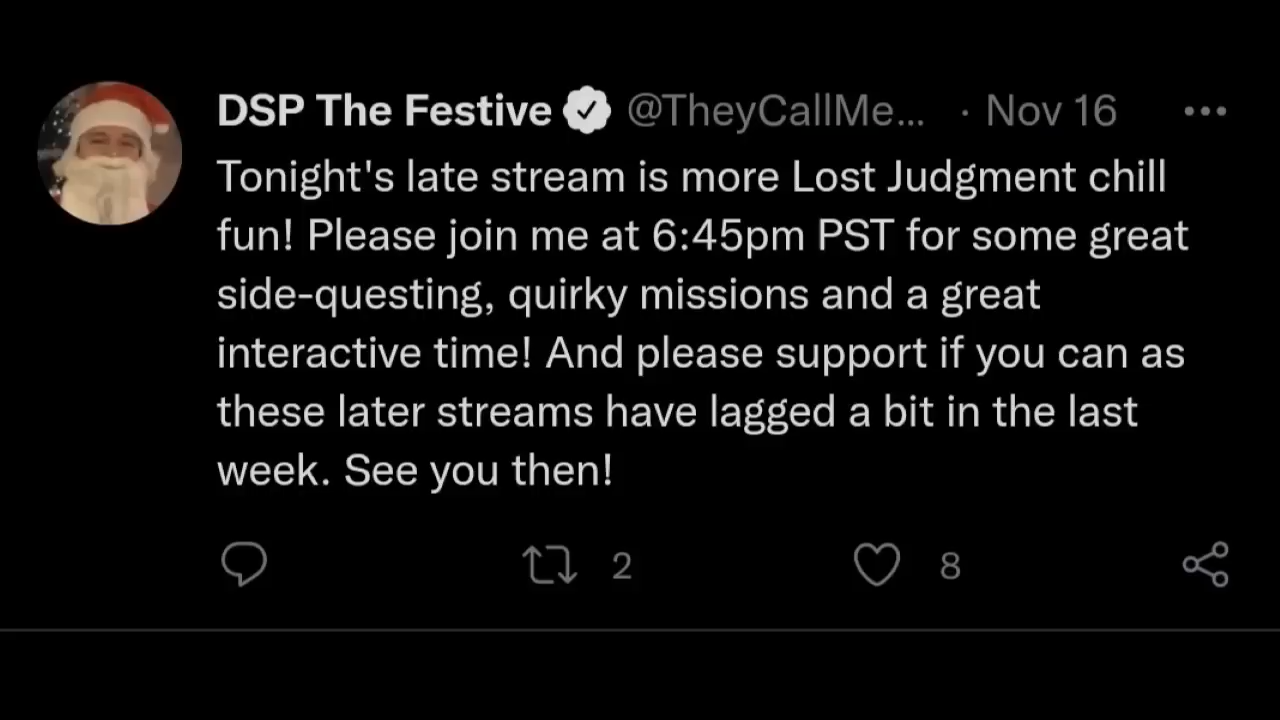 DSP The Festive @TheyCallMe... · Nov 16
Tonight's late stream is more Lost Judgment chill
fun! Please join me at 6:45pm PST for some great
side-questing, quirky missions and a great
interactive time! And please support if you can as
these later streams have lagged a bit in the last
week. See you then!
2 8